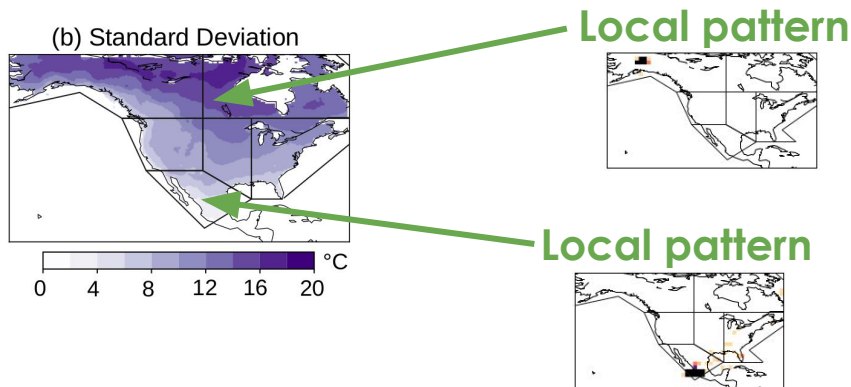 Local pattern
(b) Standard Deviation
Local pattern
°C
0 4 8 12 16 20